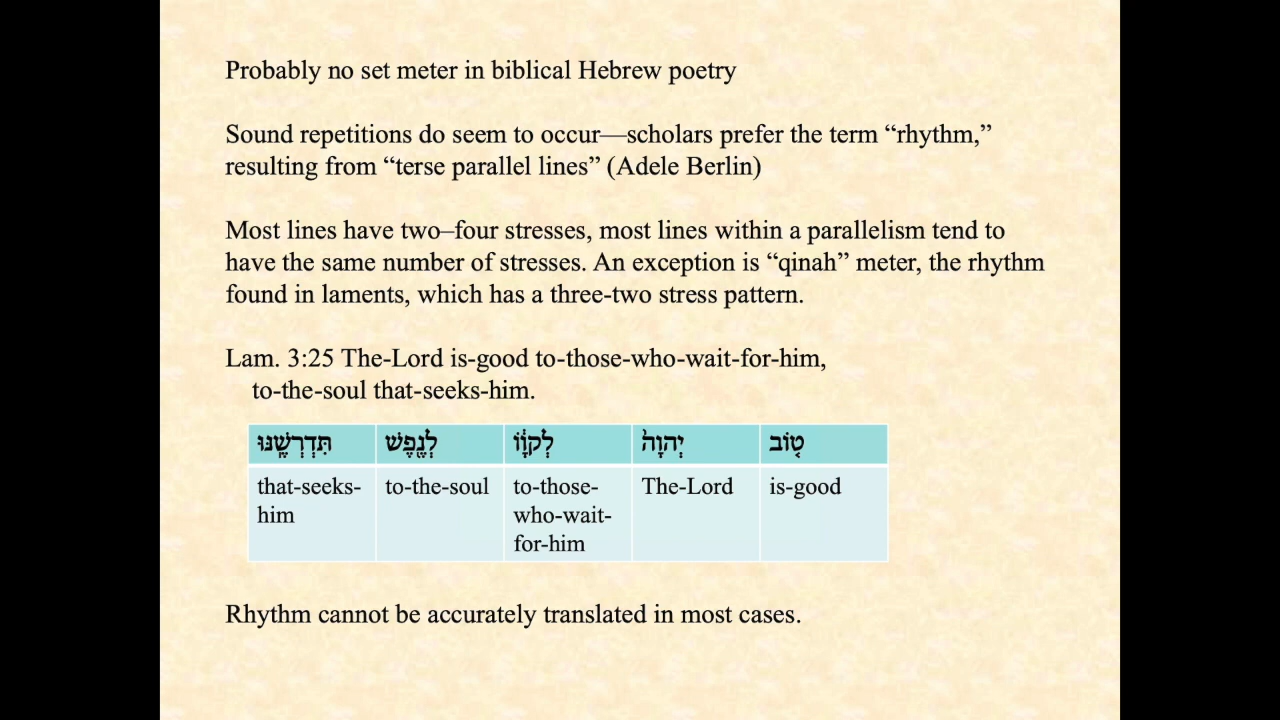 Probably no set meter in biblical Hebrew poetry
Sound repetitions do seem to occur—scholars prefer the term “rhythm,”
resulting from “terse parallel lines” (Adele Berlin)
Most lines have two–four stresses, most lines within a parallelism tend to
have the same number of stresses. An exception is “qinah” meter, the rhythm
found in laments, which has a three-two stress pattern.
Lam. 3:25 The-Lord is-good to-those-who-wait-for-him,
to-the-soul that-seeks-him.
תִּדְרְשֶֽׁנּוּ לְנֶ֖פֶשׁ לְקֹוָ֔ו יְהוָה֙ טֹ֤וב
that-seeks- to-the-soul to-those- The-Lord is-good
him who-wait-
for-him
Rhythm cannot be accurately translated in most cases.